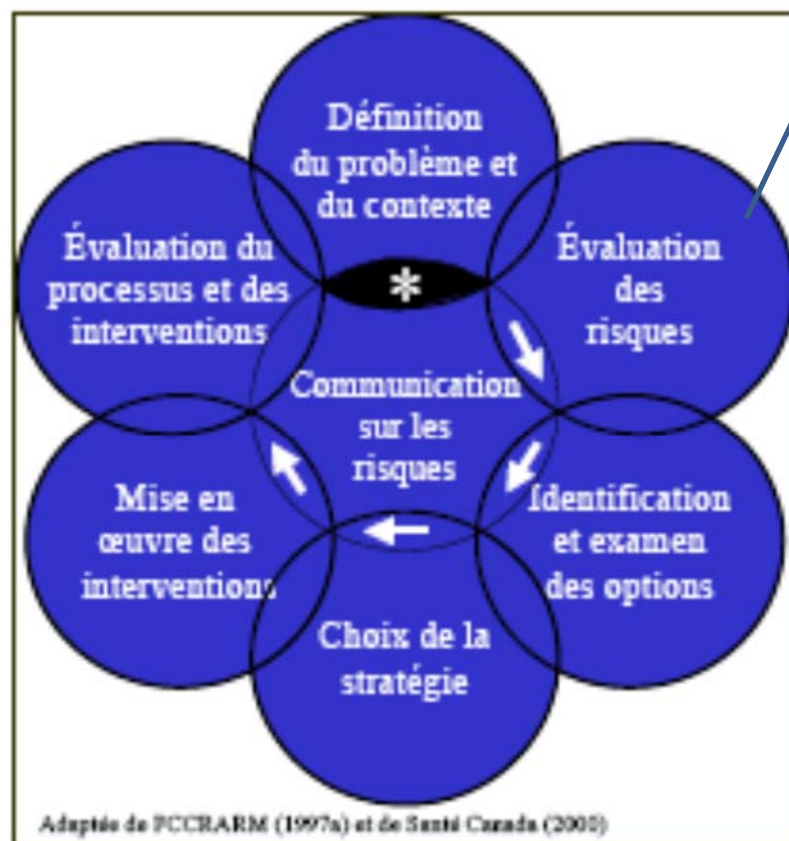 Définition
du problème et
du contexte
Évaluation
des
risques
Identification
et examen
des options
Choix de la
stratégie
Mise en
œuvre des
interventions
Évaluation du
processus et des
interventions
*
Communication
sur les
risques
Adaptée de PCCRARM (1997a) et de Santé Canada (2000)